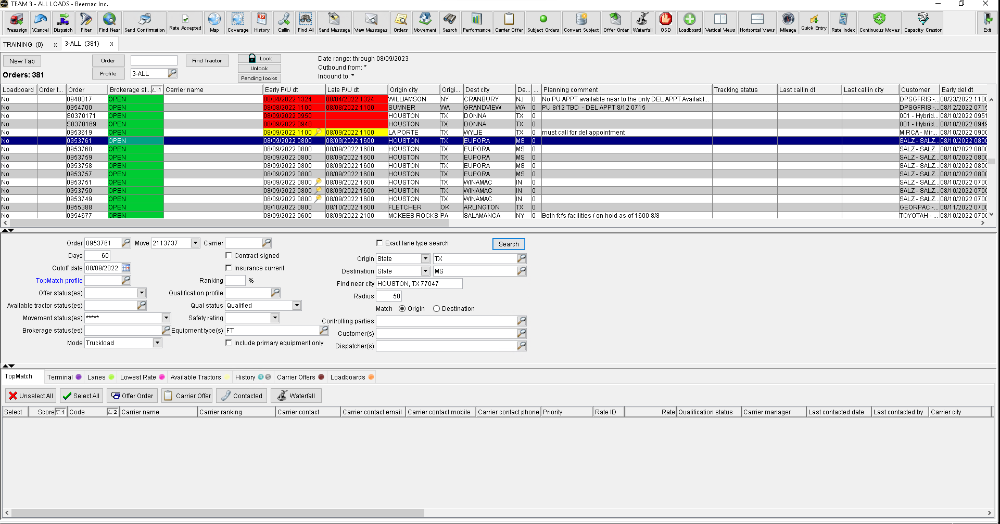 TEAM 3 - ALL LOADS - Beemac Inc.
Preassign \Cancel Dispatch Filter Find Near Send Confirmation Rate Accepted Map Coverage History Callin Find All Send Message View Messages Orders Movement Search Performance Carrier Offer Subject Orders Convert Subject Offer Order Waterfall OSD Loadboard Vertical Views Horizontal Views Mileage Quick Entry Rate Index Continuous Moves Capacity Creator Exit
TRAINING (0) x 3-ALL (381) x
New Tab Order Find Tractor Lock Date range: through 08/09/2023
Unlock Outbound from: *
Orders: 381 Profile 3-ALL Pending locks Inbound to: *
Loadboard Order t... Order Brokerage st... 1 Carrier name Early P/U dt Late P/U dt Origin city Origi... Dest city De... ... Planning comment Tracking status Last callin dt Last callin city Customer Early del dt
No 0948017 OPEN 08/04/2022 1324 08/04/2022 1324 WILLIAMSON NY CRANBURY NJ 0 No PU APPT available near to the only DEL APPT Availabl... DPSGFRIS -... 08/23/2022 1100
No 0954700 OPEN 08/09/2022 1100 08/09/2022 1100 SUMNER WA GRANDVIEW WA 0 PU 8/12 TBD - DEL APPT 8/12 0715 DPSGFRIS -... 08/12/2022 0715
No S0370171 OPEN 08/09/2022 0950 HOUSTON TX DONNA TX 0 001 - Hybrid... 08/10/2022 0951
No S0370169 OPEN 08/09/2022 0948 HOUSTON TX DONNA TX 0 001 - Hybrid... 08/10/2022 0949
No 0953619 OPEN 08/09/2022 1100 08/09/2022 1100 LA PORTE TX WYLIE TX 0 must call for del appointment MIRCA - Mir... 08/10/2022 0900
No 0953761 OPEN 08/09/2022 0800 08/09/2022 1600 HOUSTON TX EUPORA MS 0 SALZ - SALZ... 08/10/2022 0800
No 0953760 OPEN 08/09/2022 0800 08/09/2022 1600 HOUSTON TX EUPORA MS 0 SALZ - SALZ... 08/10/2022 0800
No 0953759 OPEN 08/09/2022 0800 08/09/2022 1600 HOUSTON TX EUPORA MS 0 SALZ - SALZ... 08/10/2022 0800
No 0953758 OPEN 08/09/2022 0800 08/09/2022 1600 HOUSTON TX EUPORA MS 0 SALZ - SALZ... 08/10/2022 0800
No 0953757 OPEN 08/09/2022 0800 08/09/2022 1600 HOUSTON TX EUPORA MS 0 SALZ - SALZ... 08/10/2022 0800
No 0953751 OPEN 08/09/2022 0800 08/09/2022 1600 HOUSTON TX WINAMAC IN 0 SALZ - SALZ... 08/10/2022 0700
No 0953750 OPEN 08/09/2022 0800 08/09/2022 1600 HOUSTON TX WINAMAC IN 0 SALZ - SALZ... 08/10/2022 0700
No 0953749 OPEN 08/09/2022 0800 08/09/2022 1600 HOUSTON TX WINAMAC IN 0 SALZ - SALZ... 08/10/2022 0700
No 0955388 OPEN 08/10/2022 0800 08/10/2022 1600 FLETCHER OK ARLINGTON TX 0 GEORPAC -... 08/11/2022 0700
No 0954677 OPEN 08/09/2022 0600 08/09/2022 2100 MCKEES ROCKS PA SALAMANCA NY 0 Both fcfs facilities / on hold as of 1600 8/8 TOYOTAH - ... 08/10/2022 0700
Order 0953761 Move 2113737 Carrier Exact lane type search Search
Days 60 Contract signed Origin State TX
Cutoff date 08/09/2022 Insurance current Destination State MS
TopMatch profile Ranking % Find near city HOUSTON, TX 77047
Offer status(es) Qualification profile Radius 50
Available tractor status(es) Qual status Qualified Match Origin Destination
Movement status(es) ***** Safety rating Controlling parties
Brokerage status(es) Equipment type(s) FT Customer(s)
Mode Truckload Include primary equipment only Dispatcher(s)
TopMatch Terminal Lanes Lowest Rate Available Tractors History Carrier Offers Loadboards
Unselect All Select All Offer Order Carrier Offer Contacted Waterfall
Select Score 1 Code 2 Carrier name Carrier ranking Carrier contact Carrier contact email Carrier contact mobile Carrier contact phone Priority Rate ID Rate Qualification status Carrier manager Last contacted date Last contacted by Carrier city